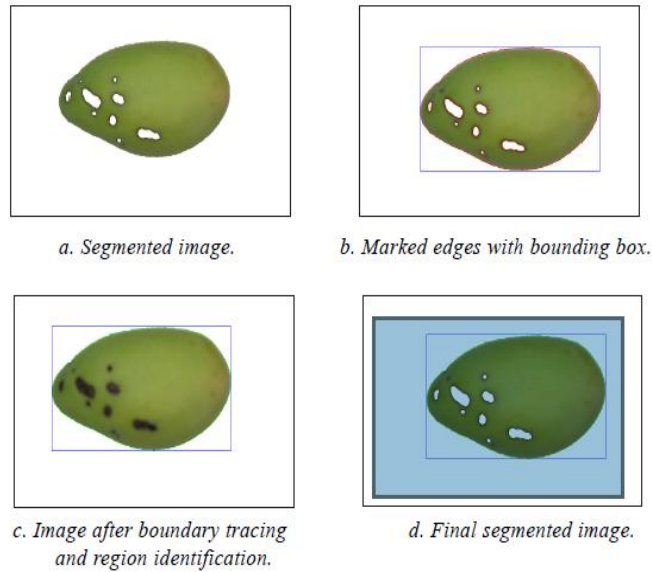 a. Segmented image.
b. Marked edges with bounding box.
c. Image after boundary tracing
and region identification.
d. Final segmented image.